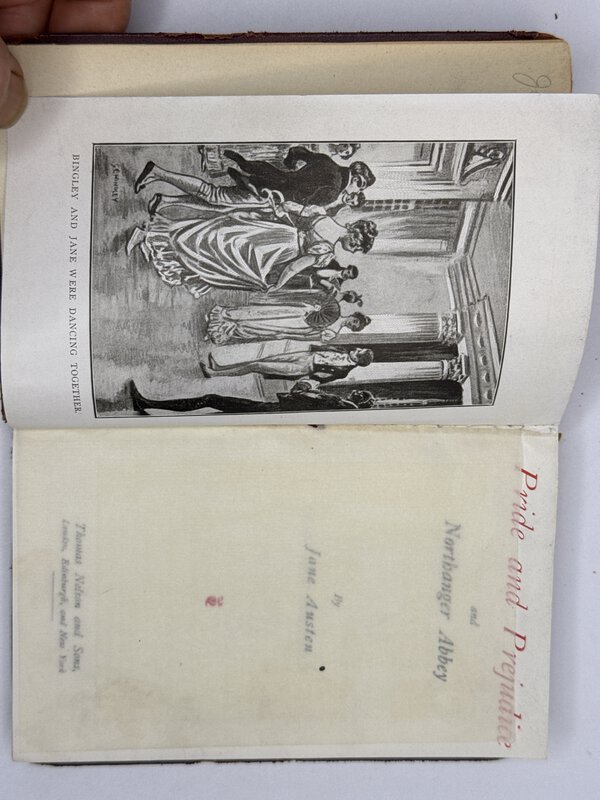 BINGLEY AND JANE WERE DANCING TOGETHER.
Pride and Prejudice
and
Northanger Abbey
By
Jane Austen
Thomas Nelson and Sons,
London, Edinburgh, and New York